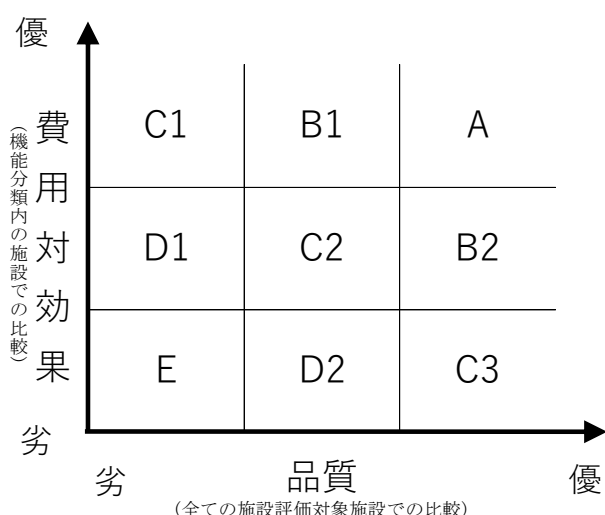 優
費用対効果
（機能分類内の施設での比較）
C1 B1 A
D1 C2 B2
E D2 C3
劣
劣 品質 優
（全ての施設評価対象施設での比較）